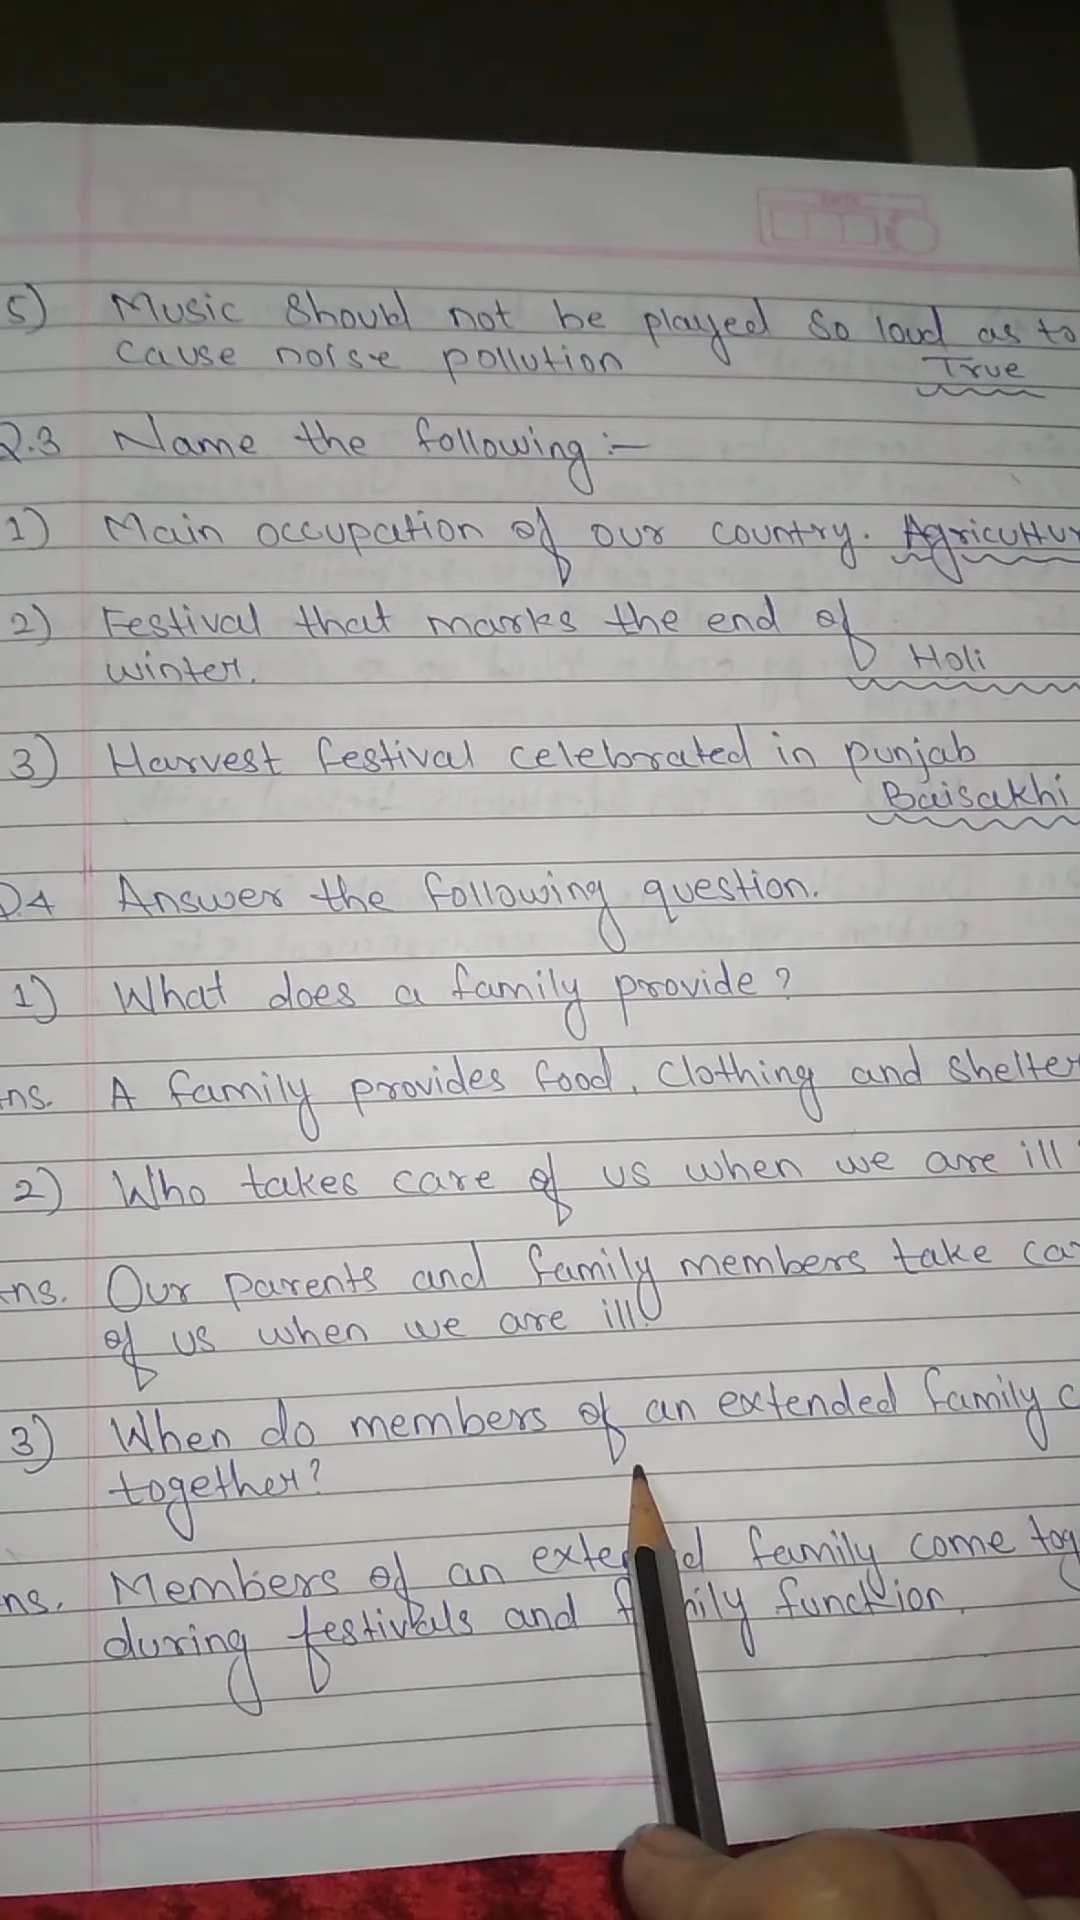 5) Music should not be played so loud as to
cause noise pollution
True
Q.3 Name the following :-
1) Main occupation of our country. Agricultur
2) Festival that marks the end of
winter. Holi
3) Harvest festival celebrated in punjab
Baisakhi
Q.4 Answer the following question.
1) What does a family provide?
ns. A family provides food, clothing and shelter
2) Who takes care of us when we are ill
Ans. Our parents and family members take car
of us when we are ill.
3) When do members of an extended family c
together?
ns. Members of an family come tog
during festivals and function.